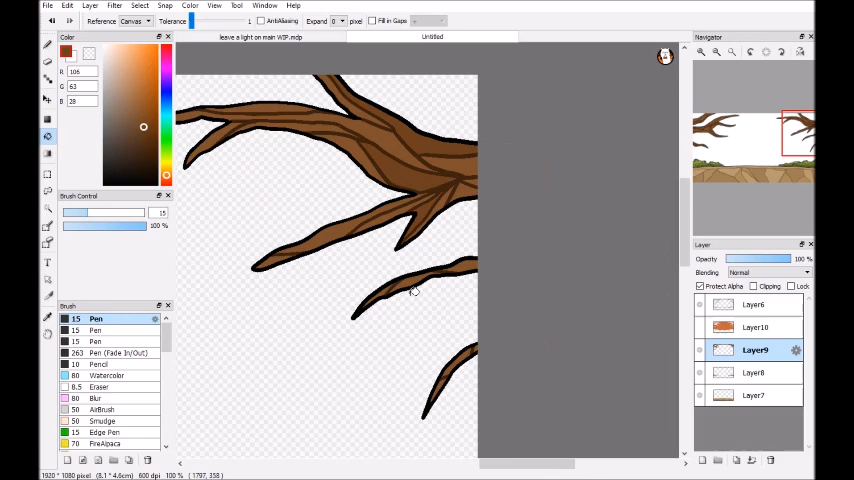 File Edit Layer Filter Select Snap Color View Tool Window Help
Reference Canvas Tolerance 1 AntiAliasing Expand 0 pixel Fill in Gaps
leave a light on main WIP.mdp Untitled
Color
R 106
G 63
B 28
Brush Control
15
100 %
Brush
15 Pen
15 Pen
15 Pen
263 Pen (Fade In/Out)
10 Pencil
80 Watercolor
8.5 Eraser
80 Blur
50 AirBrush
50 Smudge
15 Edge Pen
70 FireAlpaca
1920 * 1080 pixel (8.1 * 4.6cm) 600 dpi 100 % ( 1797, 358 )
Navigator
Layer
Opacity 100 %
Blending Normal
Protect Alpha Clipping Lock
Layer6
Layer10
Layer9
Layer8
Layer7